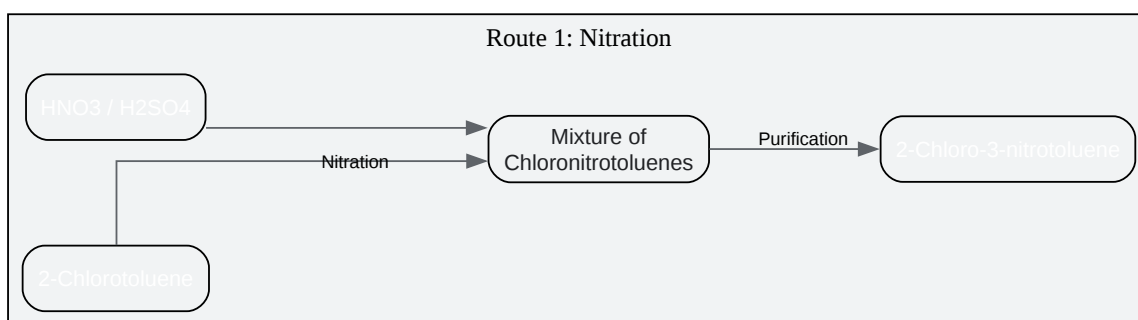 Route 1: Nitration
HNO3 / H2SO4
Mixture of
Chloronitrotoluenes
Purification
2-Chloro-3-nitrotoluene
Nitration
2-Chlorotoluene